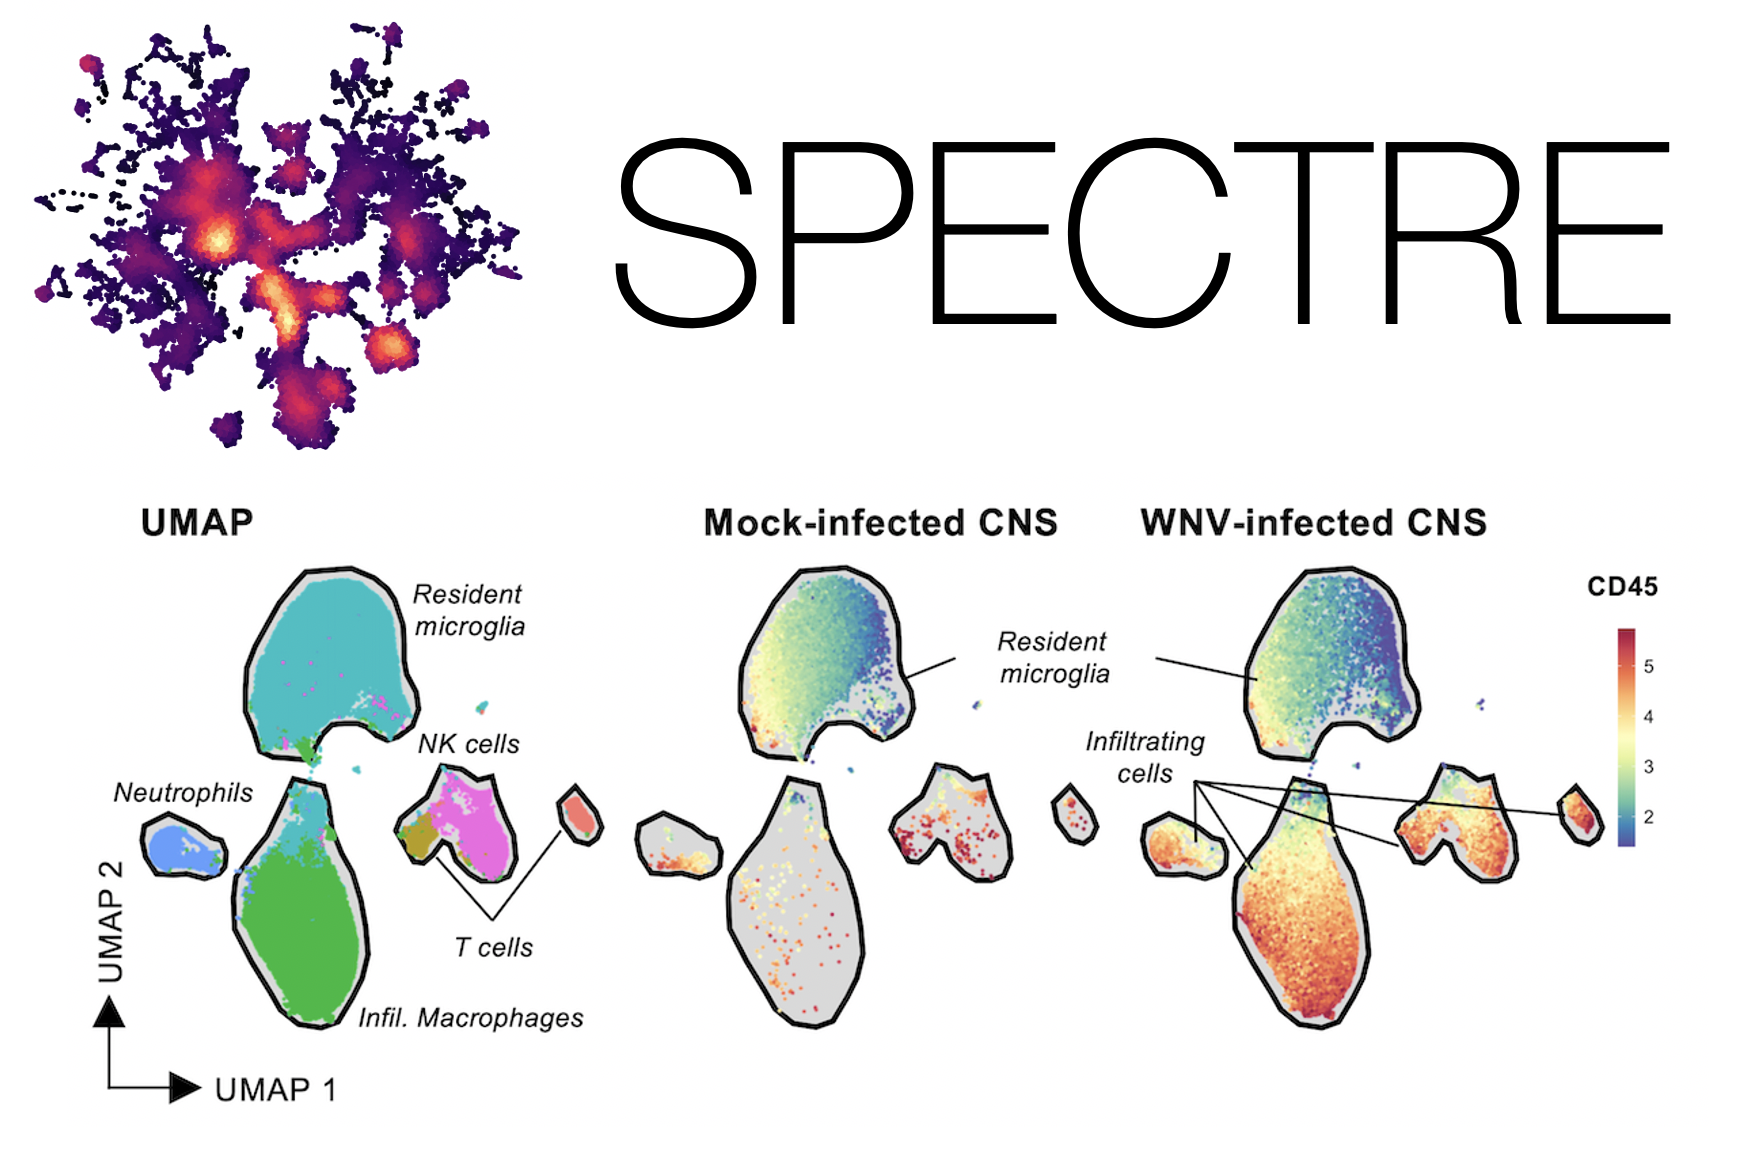 SPECTRE
UMAP
Mock-infected CNS
WNV-infected CNS
Resident
microglia
NK cells
Neutrophils
T cells
Infil. Macrophages
UMAP 2
UMAP 1
Resident
microglia
Infiltrating
cells
CD45
5
4
3
2